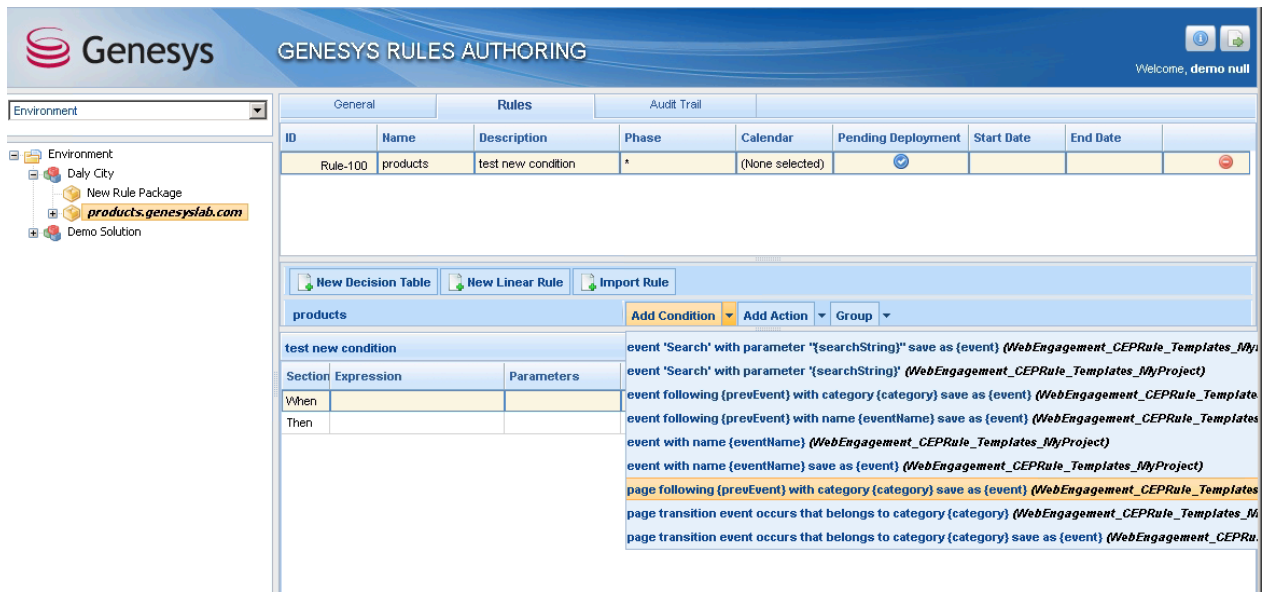 Genesys
GENESYS RULES AUTHORING
Welcome, demo null
Environment
Environment
Daly City
New Rule Package
products.genesyslab.com
Demo Solution
General Rules Audit Trail
ID Name Description Phase Calendar Pending Deployment Start Date End Date
Rule-100 products test new condition * (None selected)
New Decision Table New Linear Rule Import Rule
products Add Condition Add Action Group
test new condition
Section Expression Parameters
When
Then
event 'Search' with parameter "{searchString}" save as {event} (WebEngagement_CEPRule_Templates_My
event 'Search' with parameter '{searchString}' (WebEngagement_CEPRule_Templates_MyProject)
event following {prevEvent} with category {category} save as {event} (WebEngagement_CEPRule_Template
event following {prevEvent} with name {eventName} save as {event} (WebEngagement_CEPRule_Templates
event with name {eventName} (WebEngagement_CEPRule_Templates_MyProject)
event with name {eventName} save as {event} (WebEngagement_CEPRule_Templates_MyProject)
page following {prevEvent} with category {category} save as {event} (WebEngagement_CEPRule_Templates
page transition event occurs that belongs to category {category} (WebEngagement_CEPRule_Templates_M
page transition event occurs that belongs to category {category} save as {event} (WebEngagement_CEPRu